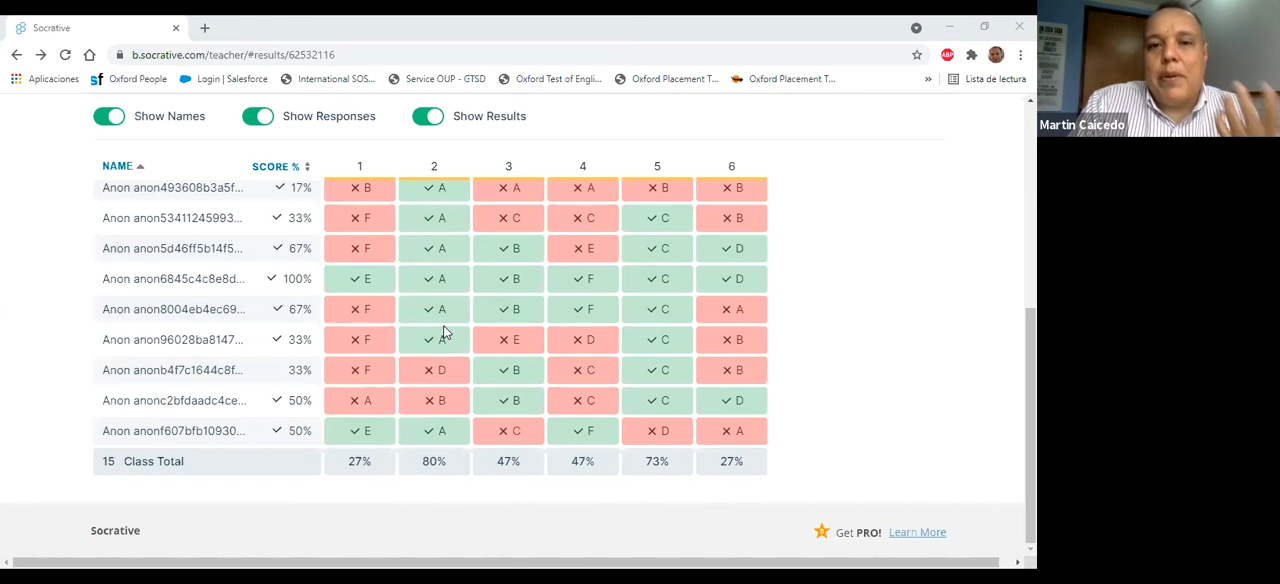 Socrative
b.socrative.com/teacher/#results/62532116
Aplicaciones Oxford People Login | Salesforce International SOS... Service OUP - GTSD Oxford Test of Engli... Oxford Placement T... Oxford Placement T... » Lista de lectura
Martin Caicedo
Show Names Show Responses Show Results
NAME SCORE % 1 2 3 4 5 6
Anon anon493608b3a5f... ✓ 17% ✕ B ✓ A ✕ A ✕ A ✕ B ✕ B
Anon anon53411245993... ✓ 33% ✕ F ✓ A ✕ C ✕ C ✓ C ✕ B
Anon anon5d46ff5b14f5... ✓ 67% ✕ F ✓ A ✓ B ✕ E ✓ C ✓ D
Anon anon6845c4c8e8d... ✓ 100% ✓ E ✓ A ✓ B ✓ F ✓ C ✓ D
Anon anon8004eb4ec69... ✓ 67% ✕ F ✓ A ✓ B ✓ F ✓ C ✕ A
Anon anon96028ba8147... ✓ 33% ✕ F ✓ A ✕ E ✕ D ✓ C ✕ B
Anon anonb4f7c1644c8f... 33% ✕ F ✕ D ✓ B ✕ C ✓ C ✕ B
Anon anonc2bfdaadc4ce... ✓ 50% ✕ A ✕ B ✓ B ✕ C ✓ C ✓ D
Anon anonf607bfb10930... ✓ 50% ✓ E ✓ A ✕ C ✓ F ✕ D ✕ A
15 Class Total 27% 80% 47% 47% 73% 27%
Socrative Get PRO! Learn More